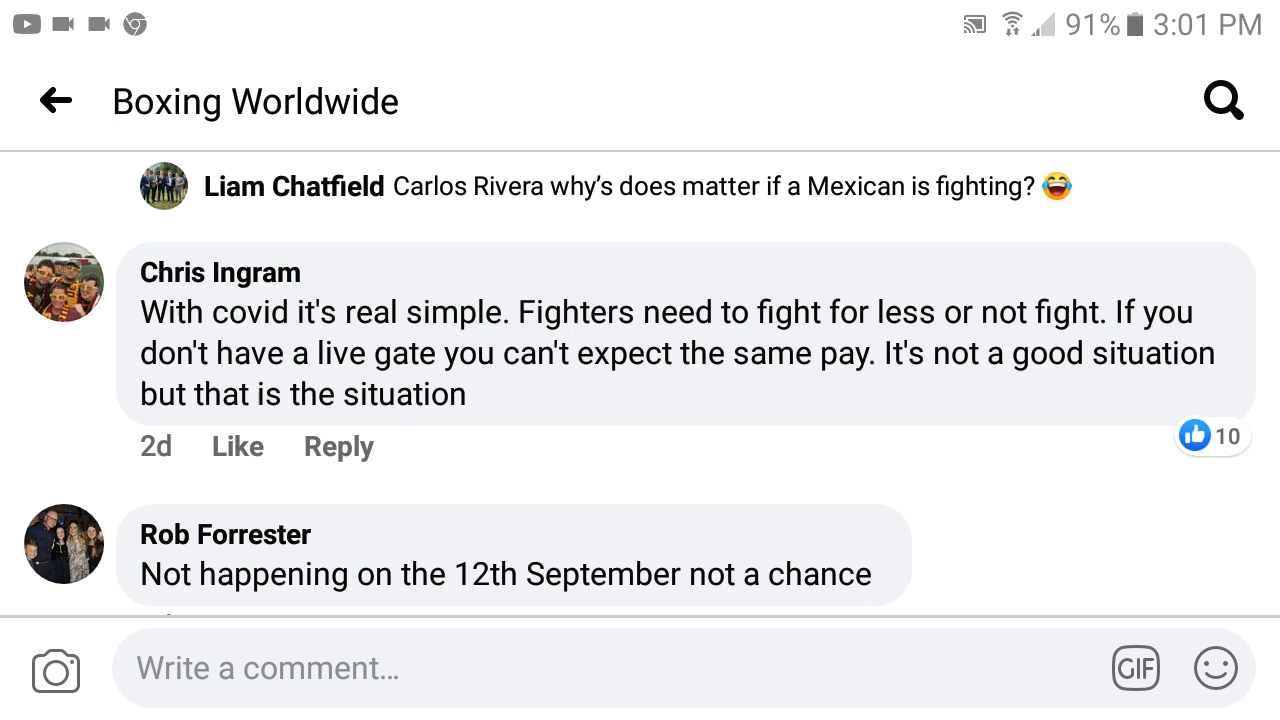 91% 3:01 PM
Boxing Worldwide
Liam Chatfield Carlos Rivera why's does matter if a Mexican is fighting? 😂
Chris Ingram
With covid it's real simple. Fighters need to fight for less or not fight. If you
don't have a live gate you can't expect the same pay. It's not a good situation
but that is the situation
2d Like Reply 10
Rob Forrester
Not happening on the 12th September not a chance
Write a comment... GIF